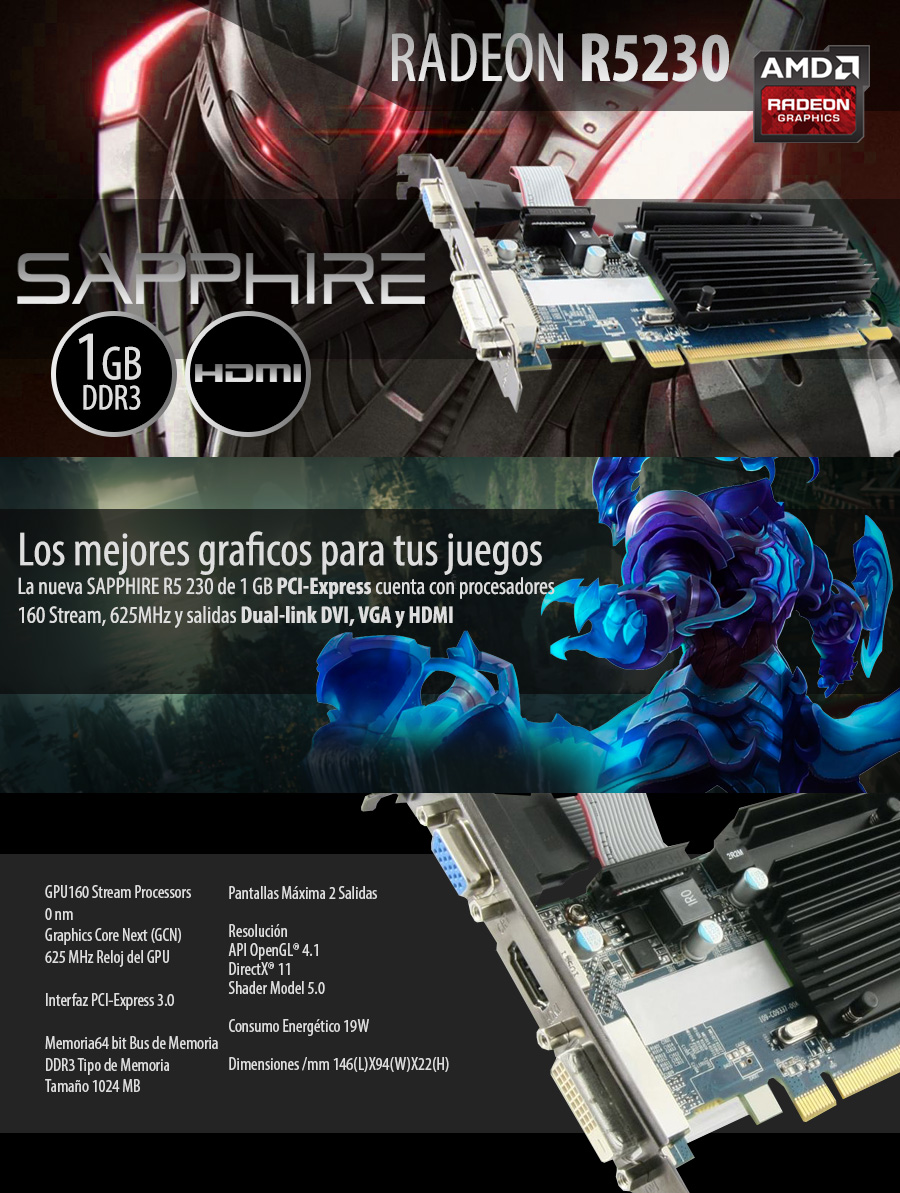 RADEON R5230
AMD
RADEON
GRAPHICS
SAPPHIRE
1GB
DDR3
HDMI
Los mejores graficos para tus juegos
La nueva SAPPHIRE R5 230 de 1 GB PCI-Express cuenta con procesadores
160 Stream, 625MHz y salidas Dual-link DVI, VGA y HDMI
GPU160 Stream Processors
0 nm
Graphics Core Next (GCN)
625 MHz Reloj del GPU
Interfaz PCI-Express 3.0
Memoria64 bit Bus de Memoria
DDR3 Tipo de Memoria
Tamaño 1024 MB
Pantallas Máxima 2 Salidas
Resolución
API OpenGL® 4.1
DirectX® 11
Shader Model 5.0
Consumo Energético 19W
Dimensiones /mm 146(L)X94(W)X22(H)
2R2M
1R0